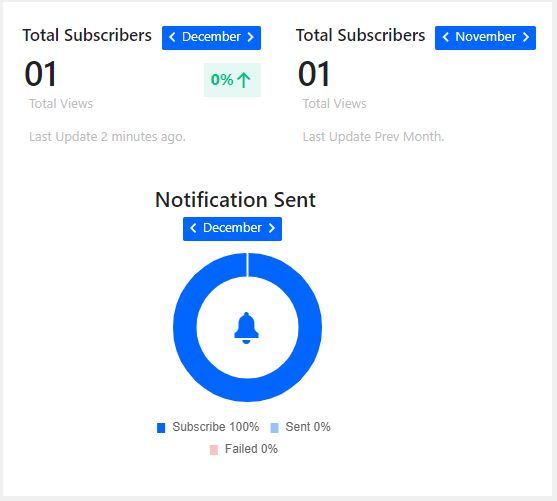 Total Subscribers
December
01
0%
Total Views
Last Update 2 minutes ago.
Total Subscribers
November
01
Total Views
Last Update Prev Month.
Notification Sent
December
Subscribe 100% Sent 0%
Failed 0%